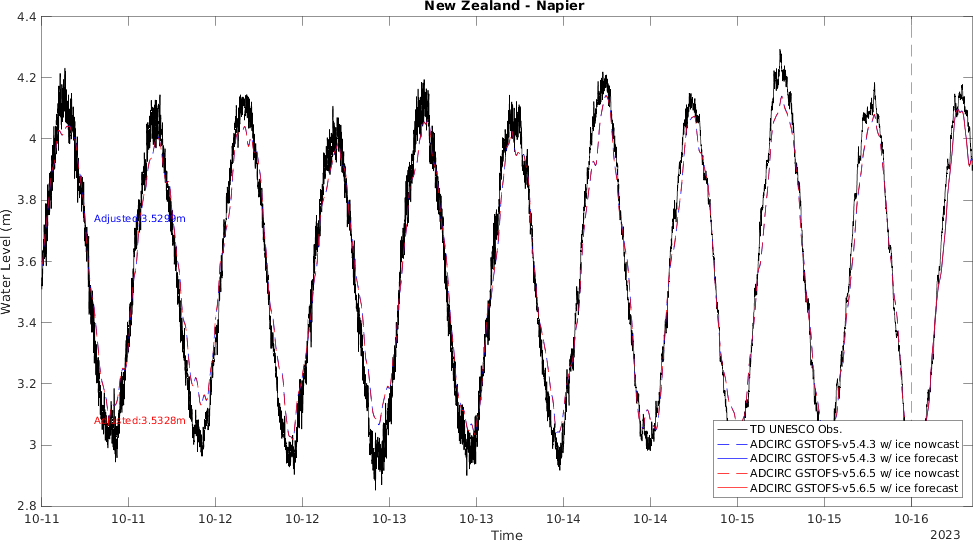 New Zealand - Napier
4.4
4.2
4
3.8
3.6
3.4
3.2
3
2.8
Water Level (m)
Adjusted:3.5299m
Adjusted:3.5328m
TD UNESCO Obs.
ADCIRC GSTOFS-v5.4.3 w/ ice nowcast
ADCIRC GSTOFS-v5.4.3 w/ ice forecast
ADCIRC GSTOFS-v5.6.5 w/ ice nowcast
ADCIRC GSTOFS-v5.6.5 w/ ice forecast
10-11 10-11 10-12 10-12 10-13 10-13 10-14 10-14 10-15 10-15 10-16
Time
2023